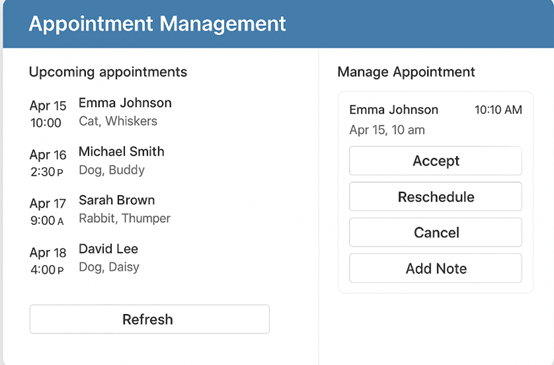 Appointment Management
Upcoming appointments
Apr 15 Emma Johnson
10:00 Cat, Whiskers
Apr 16 Michael Smith
2:30 P Dog, Buddy
Apr 17 Sarah Brown
9:00 A Rabbit, Thumper
Apr 18 David Lee
4:00 P Dog, Daisy
Refresh
Manage Appointment
Emma Johnson 10:10 AM
Apr 15, 10 am
Accept
Reschedule
Cancel
Add Note